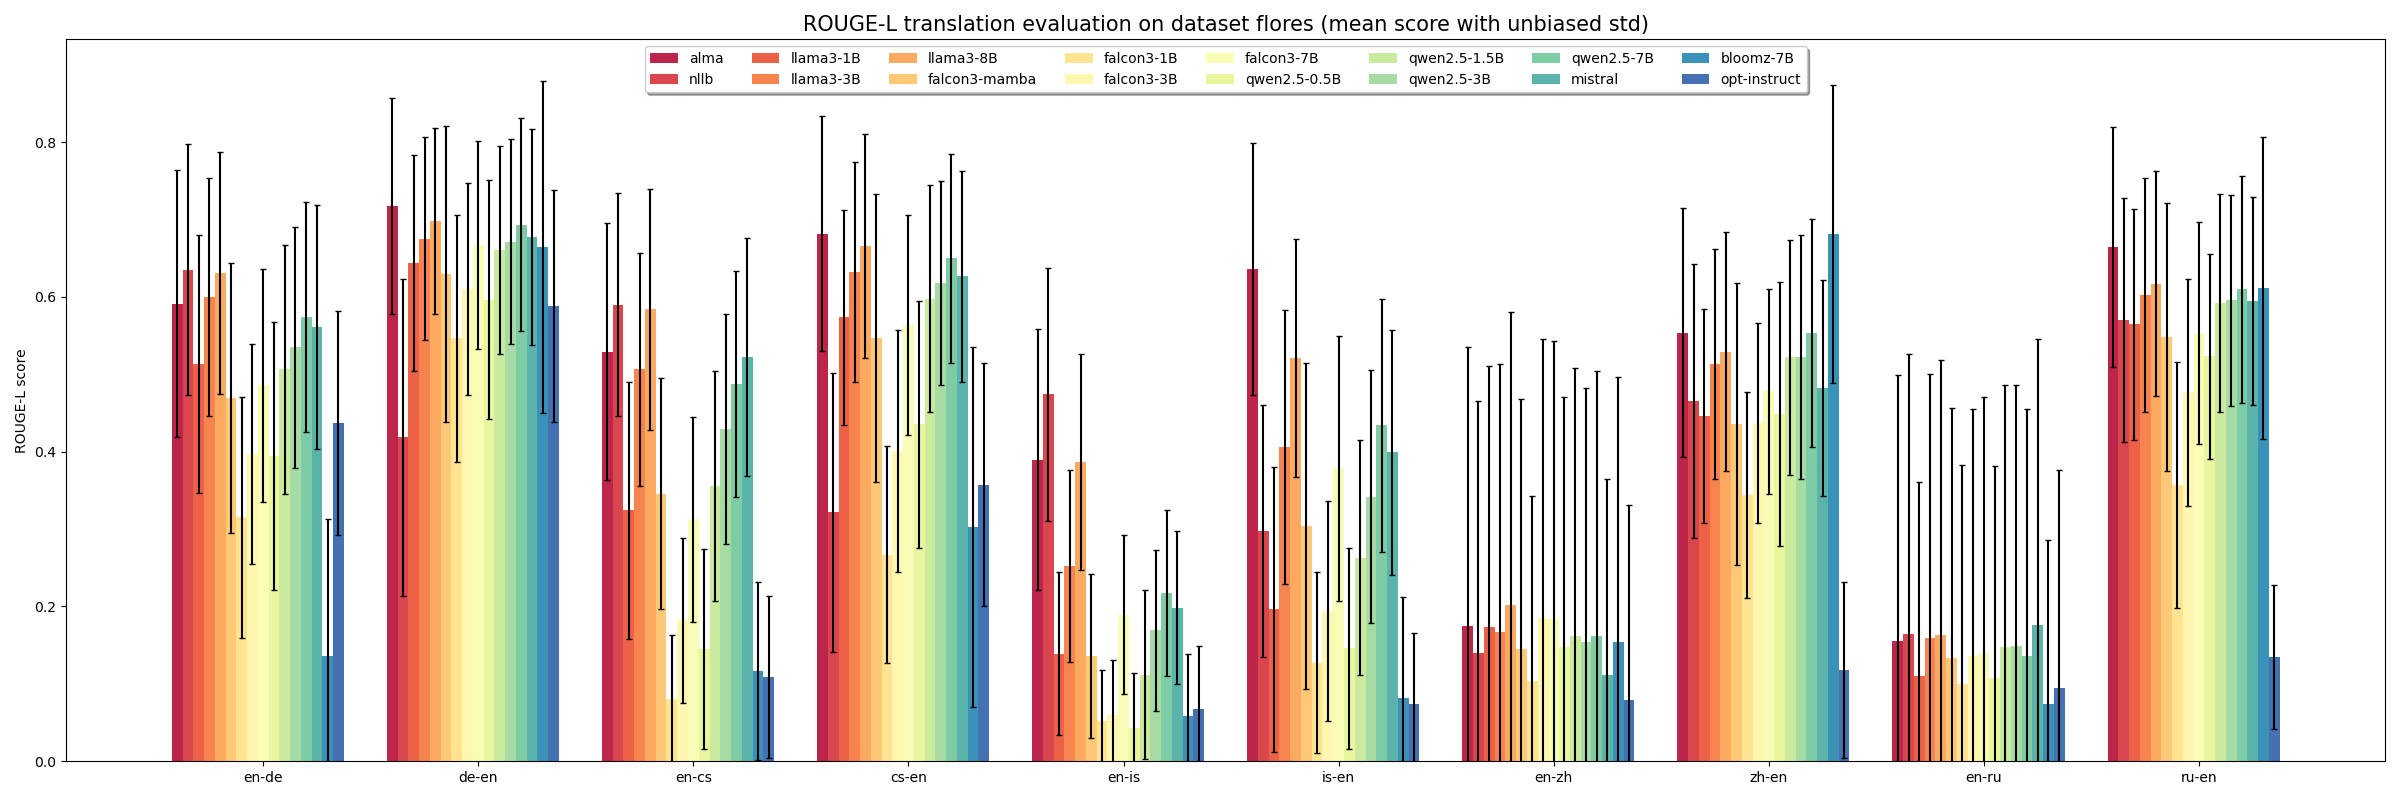 ROUGE-L translation evaluation on dataset flores (mean score with unbiased std)
alma llama3-1B llama3-8B falcon3-1B falcon3-7B qwen2.5-1.5B qwen2.5-7B bloomz-7B
nllb llama3-3B falcon3-mamba falcon3-3B qwen2.5-0.5B qwen2.5-3B mistral opt-instruct
ROUGE-L score
0.8
0.6
0.4
0.2
0.0
en-de de-en en-cs cs-en en-is is-en en-zh zh-en en-ru ru-en